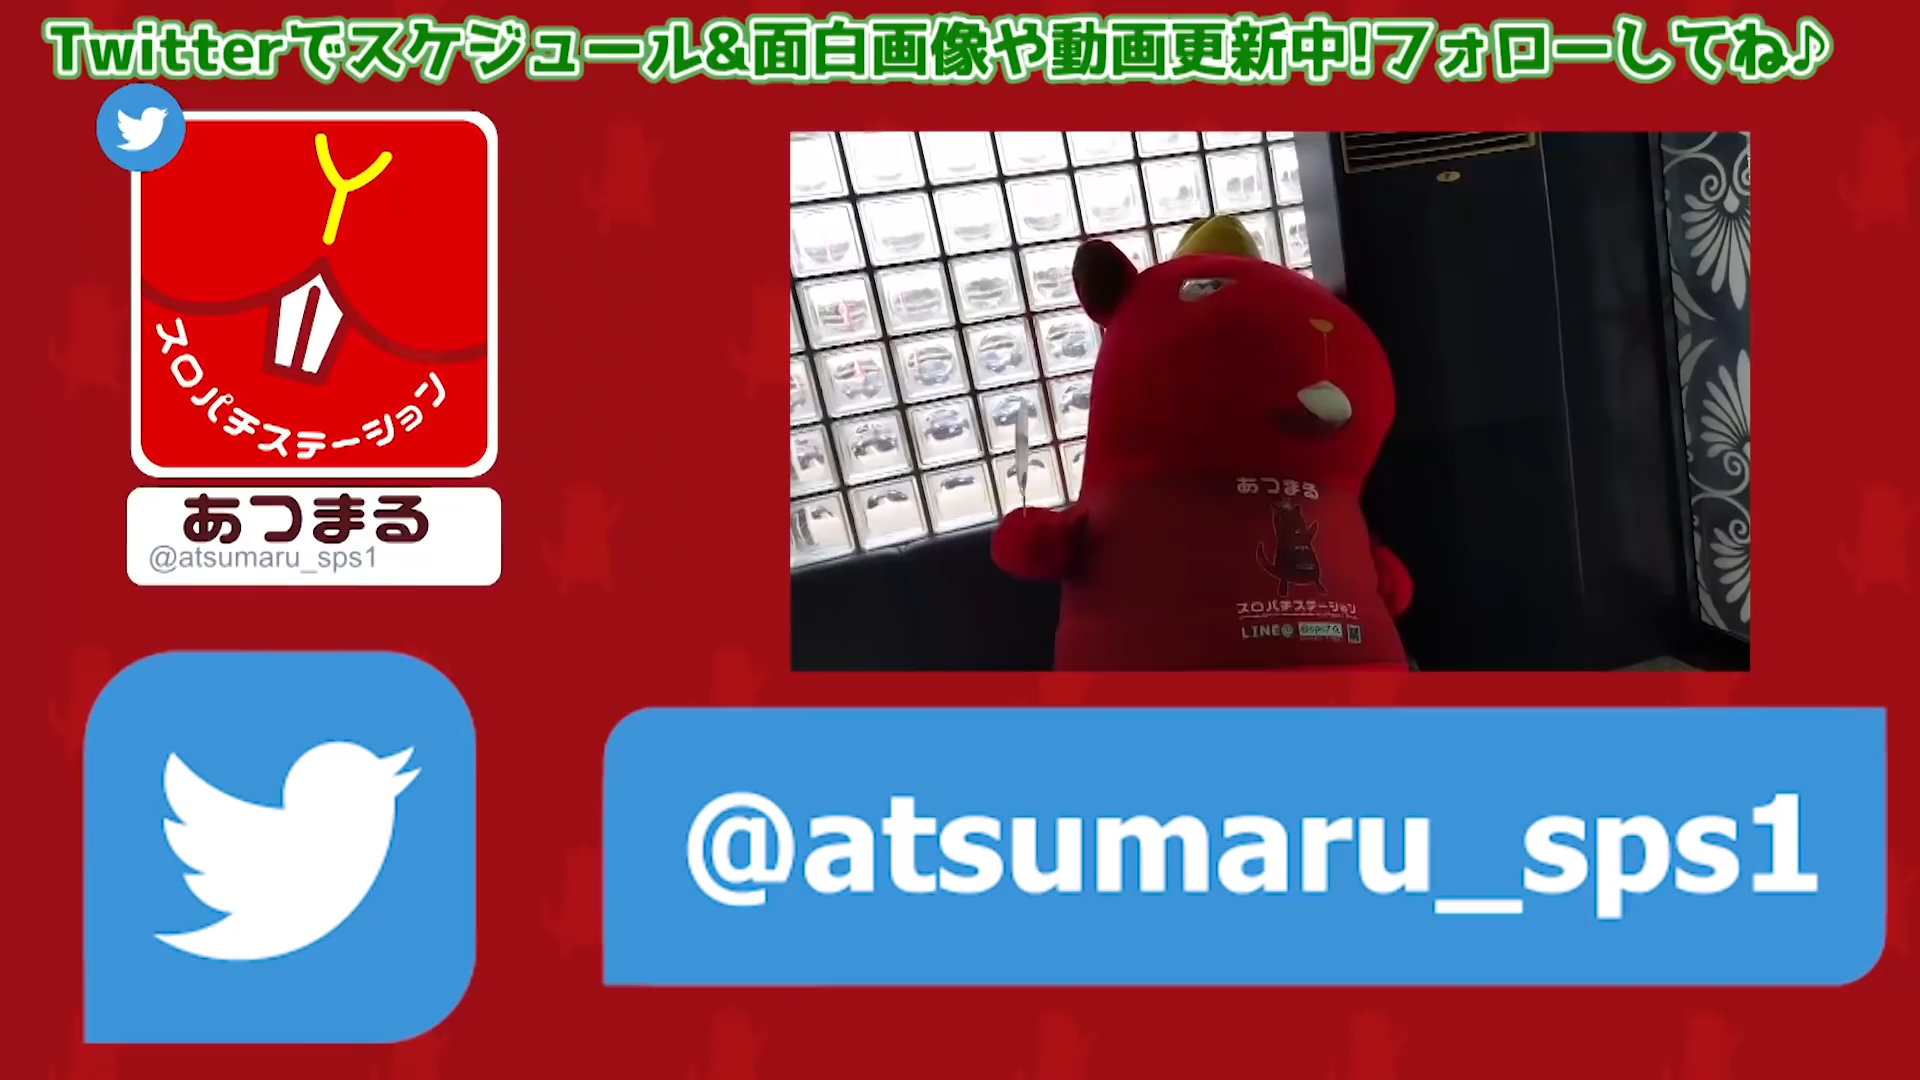 Twitterでスケジュール&面白画像や動画更新中!フォローしてね♪
スロパチステーション
あつまる
@atsumaru_sps1
あつまる
スロパチステーション
LINE@ @sps7@
@atsumaru_sps1